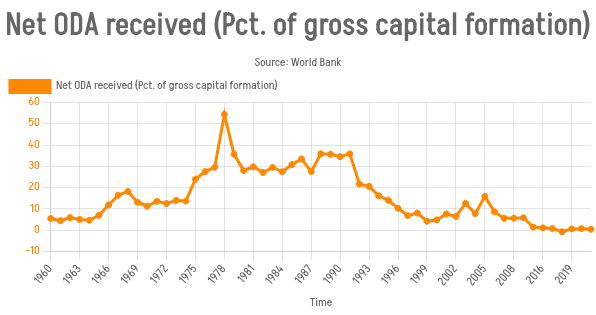 Net ODA received (Pct. of gross capital formation)
Source: World Bank
Net ODA received (Pct. of gross capital formation)
60
50
40
30
20
10
0
-10
1960 1963 1966 1969 1972 1975 1978 1981 1984 1987 1990 1993 1996 1999 2002 2005 2008 2016 2019
Time